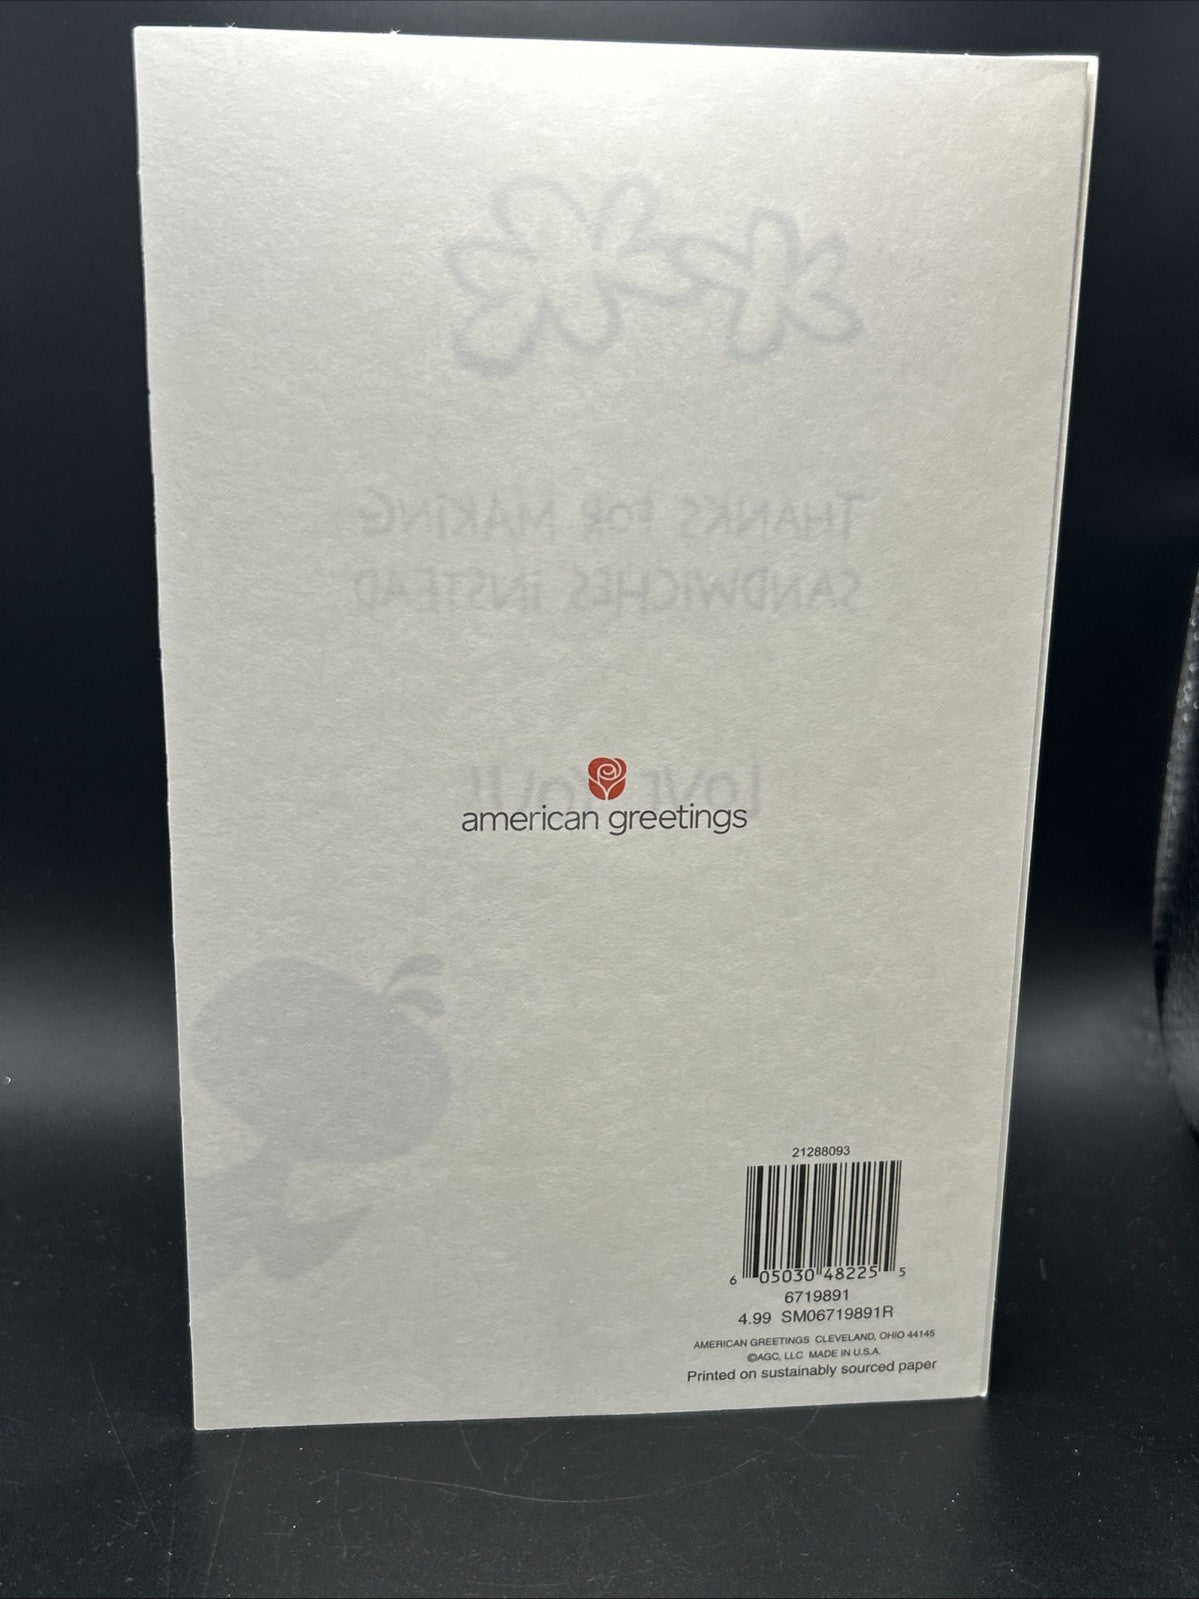 THANKS FOR MAKING
SANDWICHES INSTEAD
LOVE YOU!!
american greetings
21288093
6 05030 48225 5
6719891
4.99 SM06719891R
AMERICAN GREETINGS CLEVELAND, OHIO 44145
©AGC, LLC MADE IN U.S.A.
Printed on sustainably sourced paper